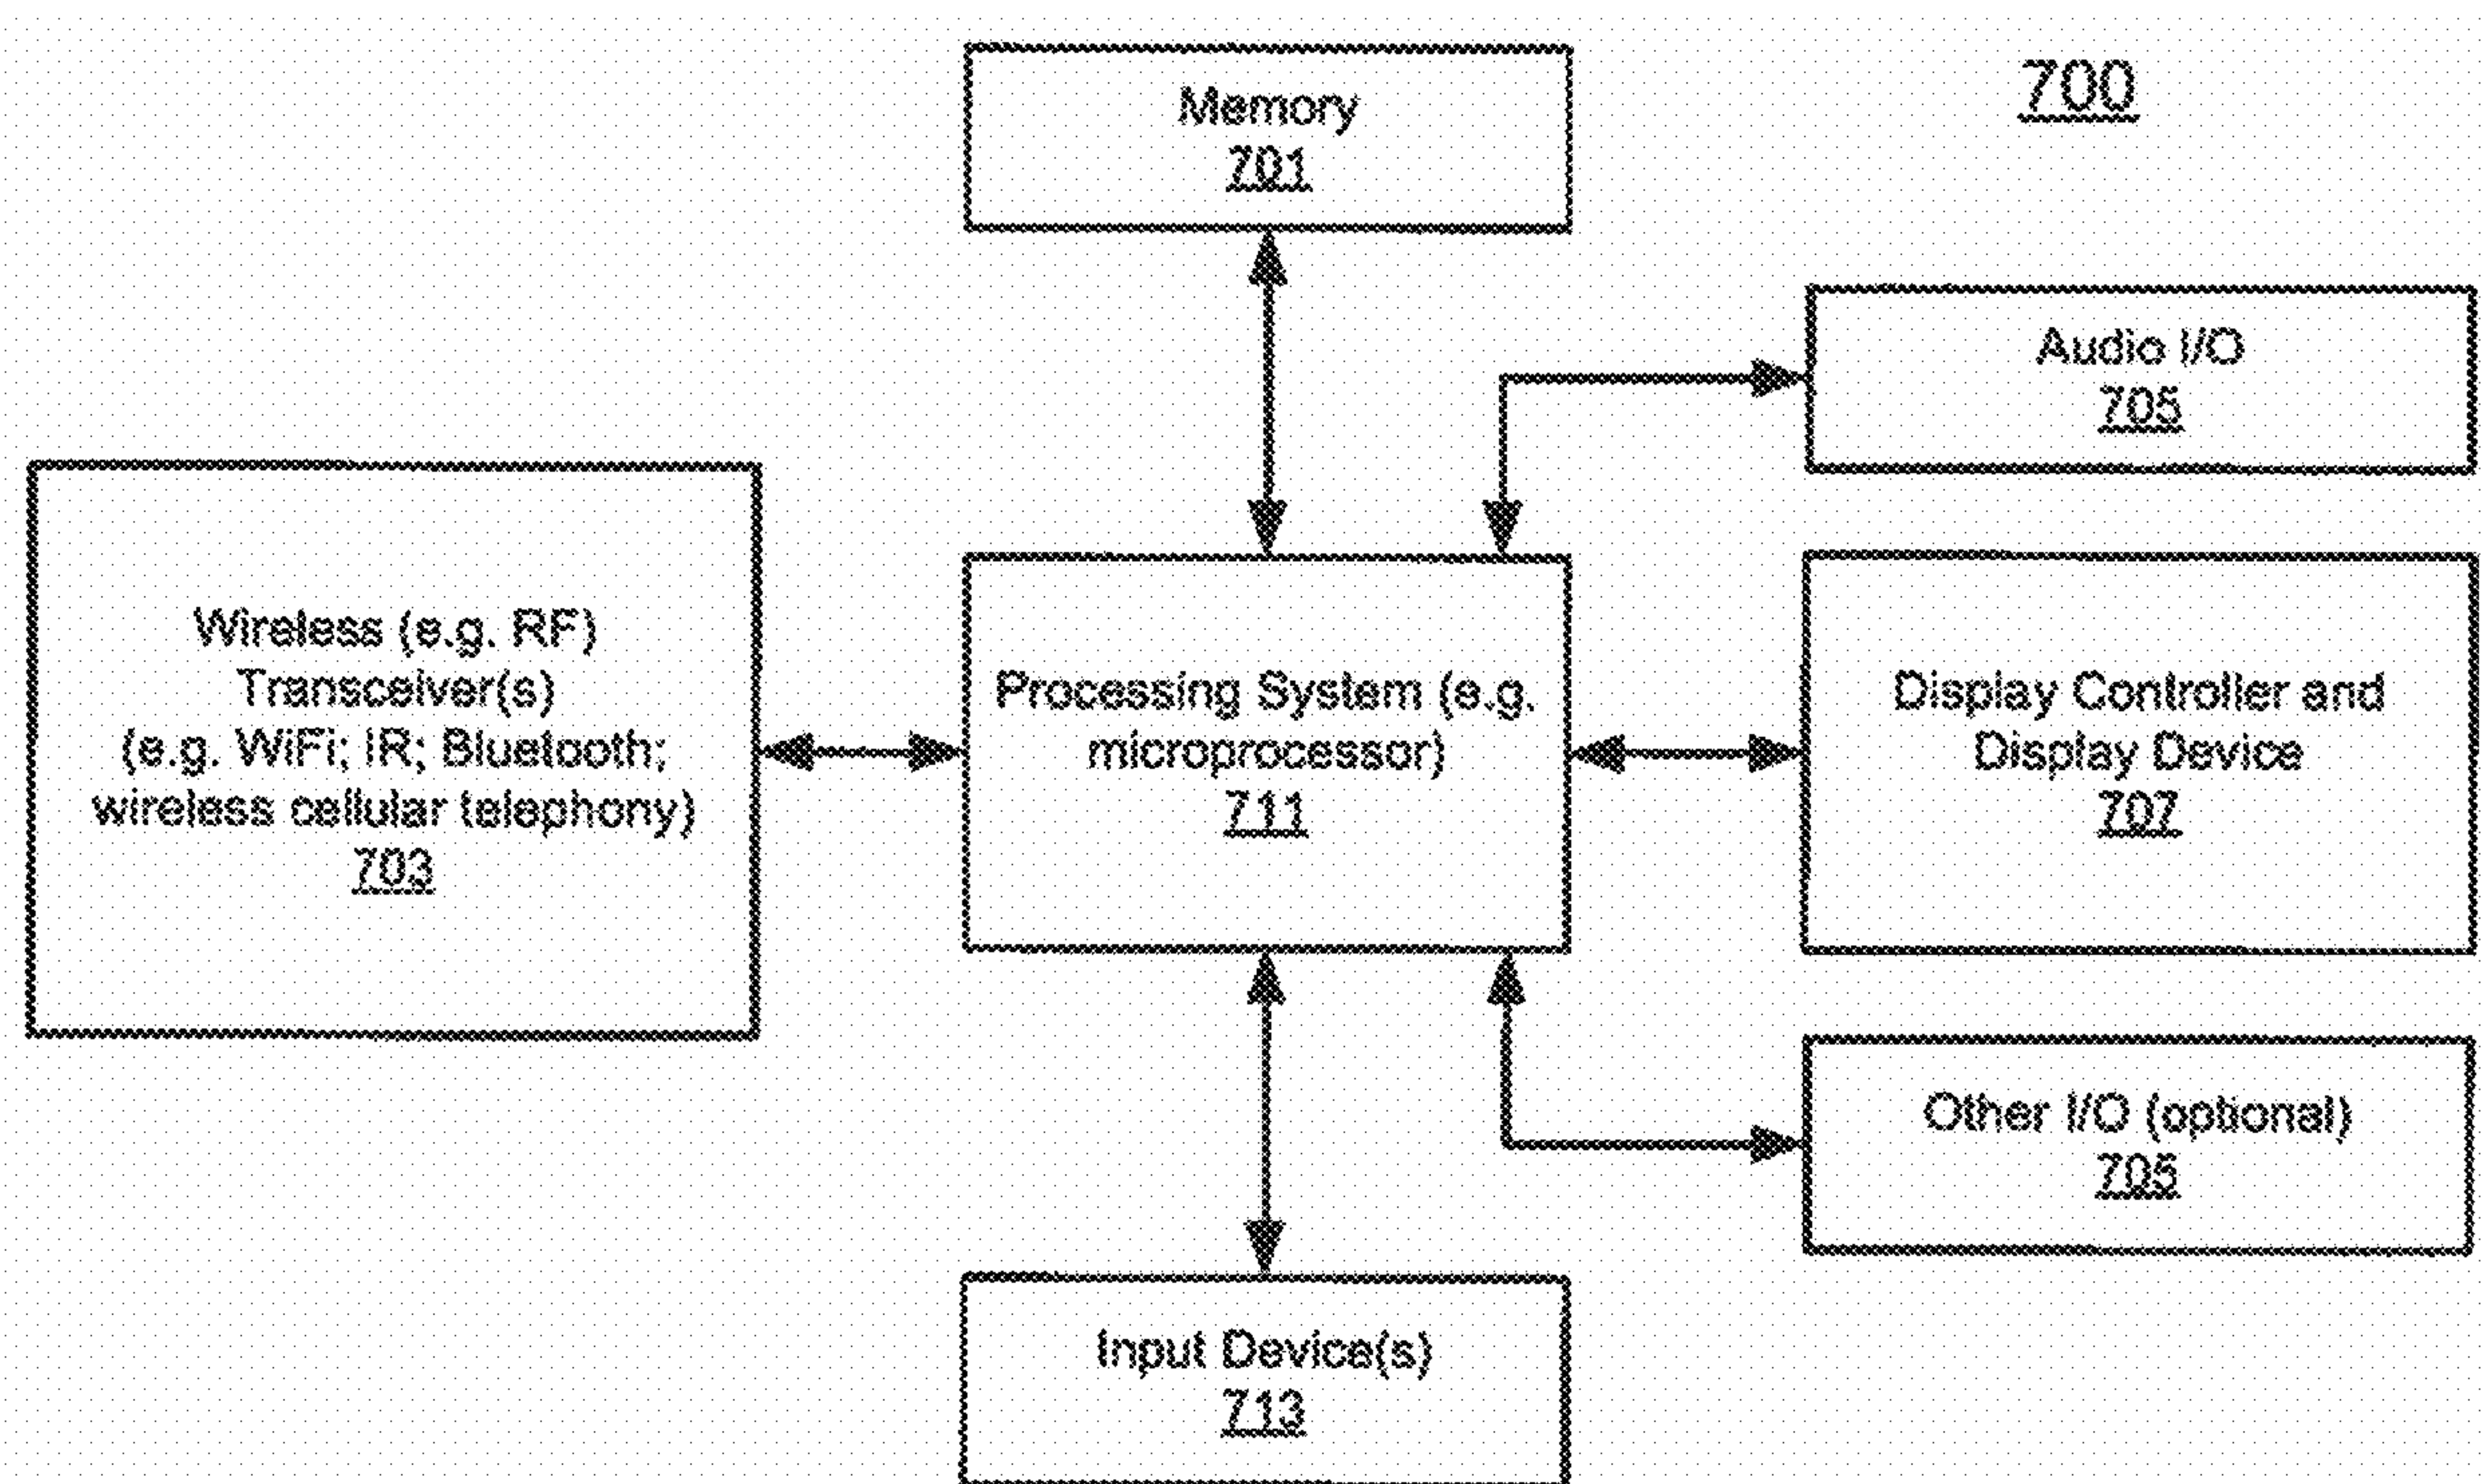 700
Memory
701
Audio I/O
705
Wireless (e.g. RF)
Transceiver(s)
(e.g. WiFi; IR; Bluetooth;
wireless cellular telephony)
703
Processing System (e.g.
microprocessor)
711
Display Controller and
Display Device
707
Other I/O (optional)
Input Device(s)
713